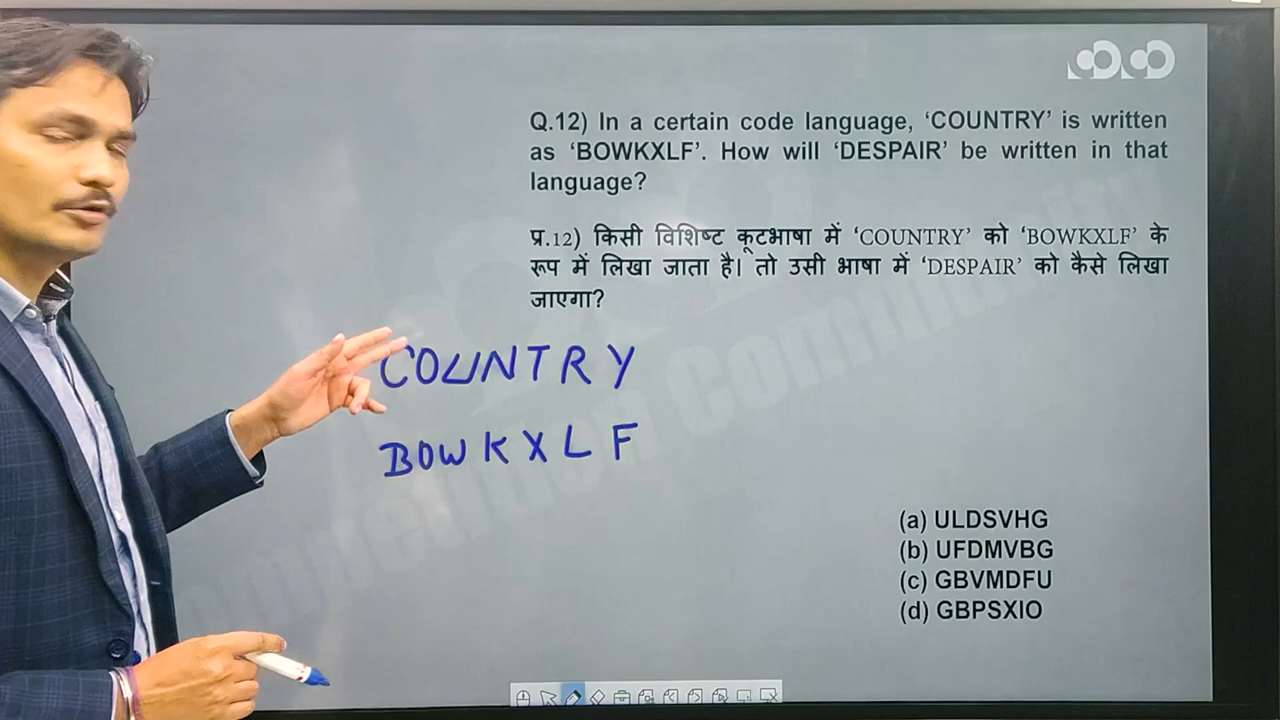 Q.12) In a certain code language, ‘COUNTRY’ is written
as ‘BOWKXLF’. How will ‘DESPAIR’ be written in that
language?
प्र.12) किसी विशिष्ट कूटभाषा में ‘COUNTRY’ को ‘BOWKXLF’ के
रूप में लिखा जाता है। तो उसी भाषा में ‘DESPAIR’ को कैसे लिखा
जाएगा?
COUNTRY
BOWKXLF
(a) ULDSVHG
(b) UFDMVBG
(c) GBVMDFU
(d) GBPSXIO